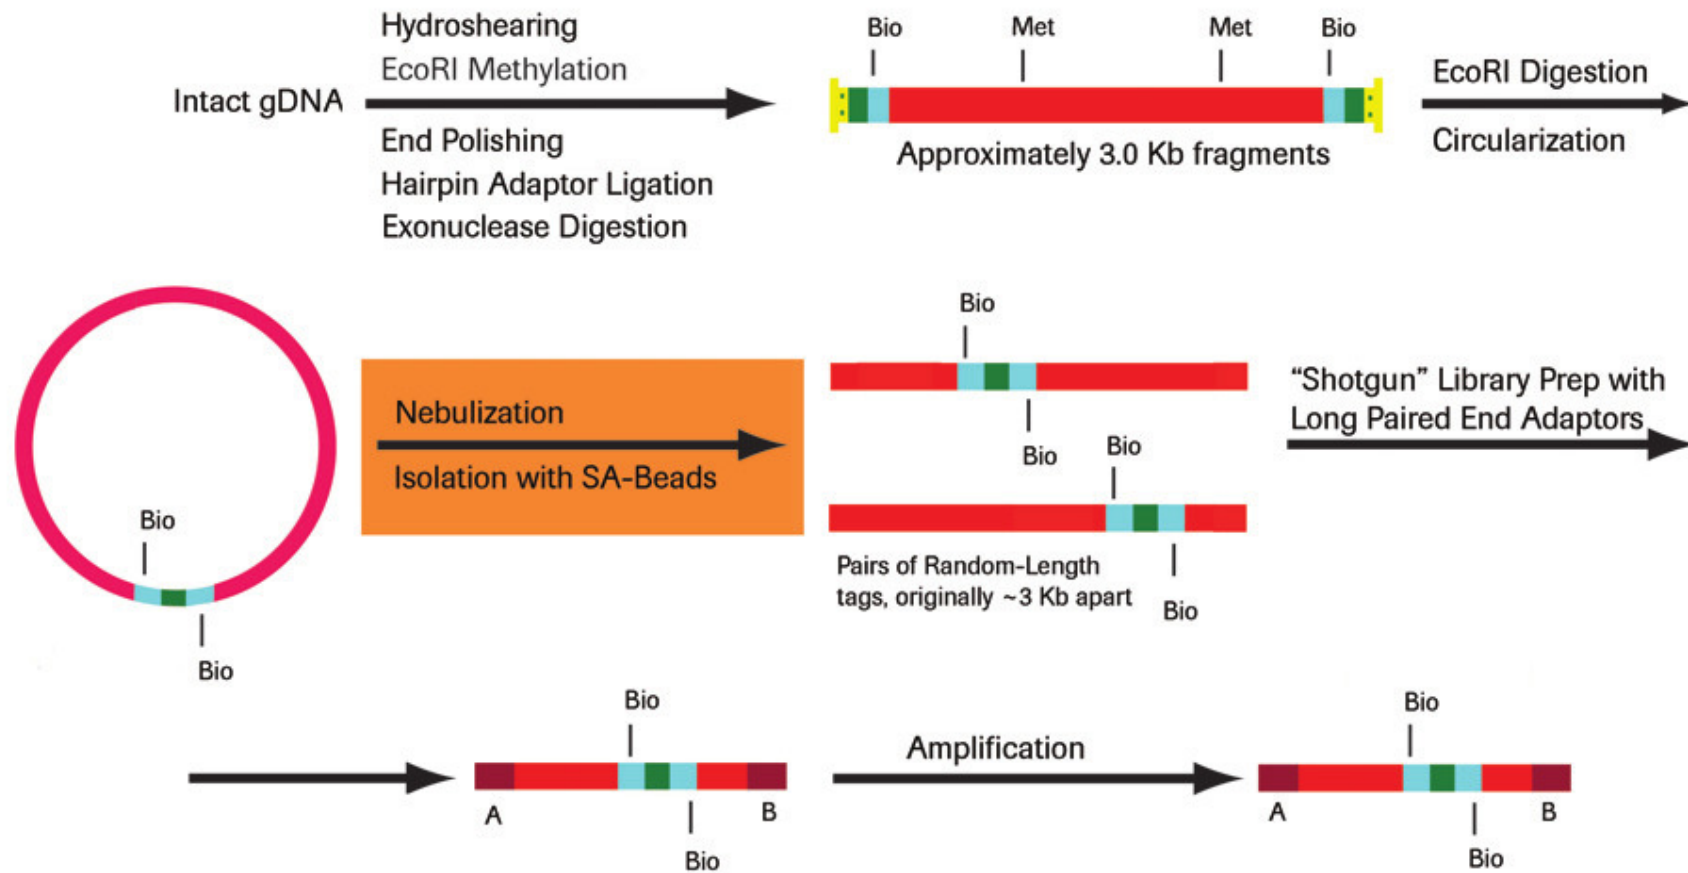 Hydroshearing
EcoRI Methylation
Intact gDNA
End Polishing
Hairpin Adaptor Ligation
Exonuclease Digestion
Bio
Met
Met
Bio
Approximately 3.0 Kb fragments
EcoRI Digestion
Circularization
Bio
Bio
Nebulization
Isolation with SA-Beads
Bio
Bio
Bio
Bio
Pairs of Random-Length
tags, originally ~3 Kb apart
“Shotgun” Library Prep with
Long Paired End Adaptors
Bio
A
B
Bio
Amplification
Bio
A
B
Bio